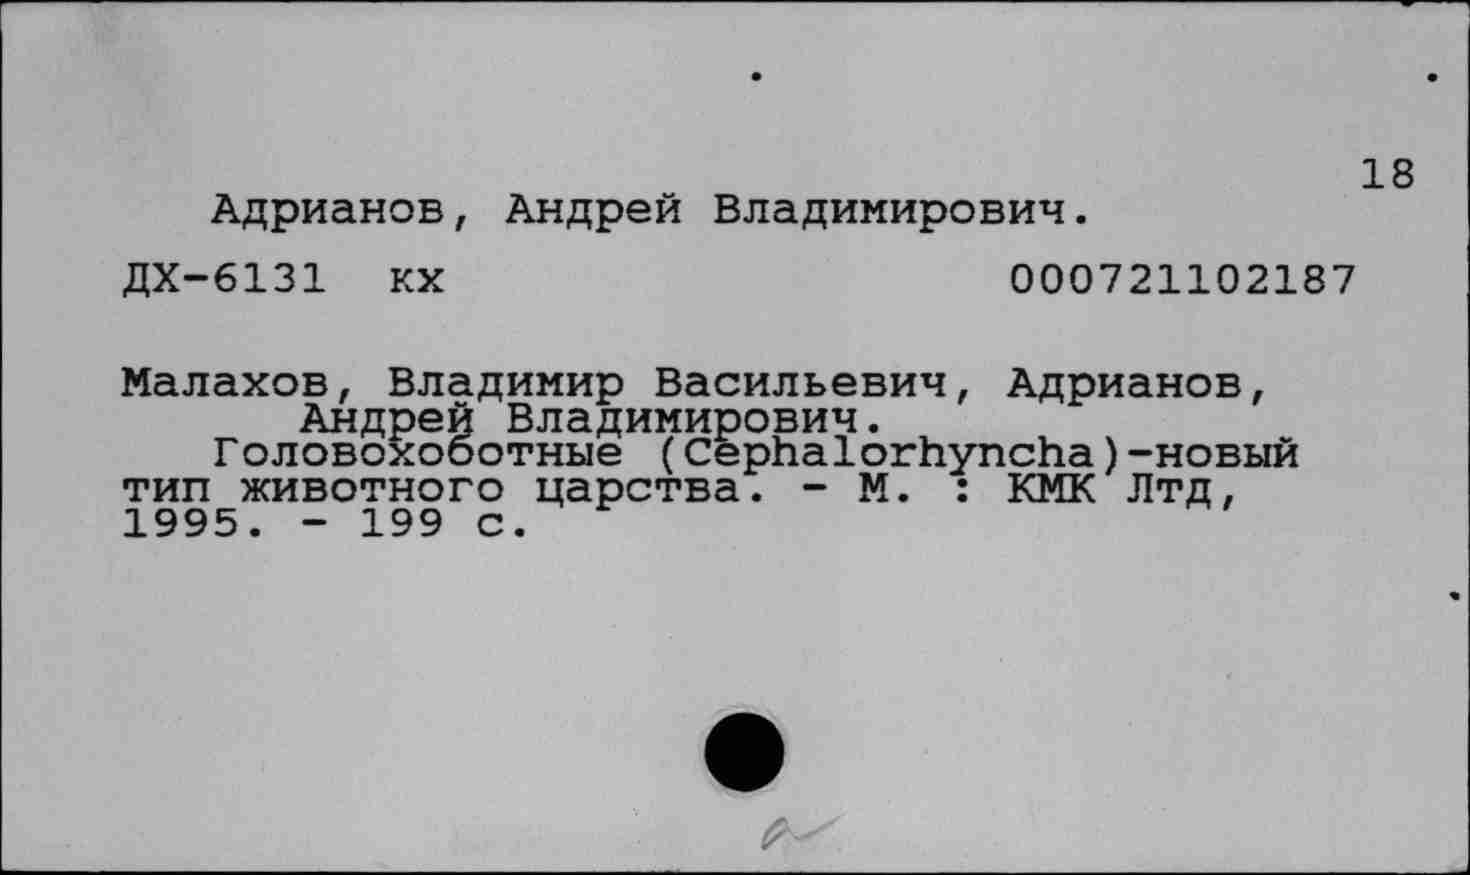 18
Адрианов, Андрей Владимирович.
ДХ-6131 кх 000721102187
Малахов, Владимир Васильевич, Адрианов,
Андрей Владимирович.
Головохоботные (Cephalorhyncha)-новый
тип животного царства. - М. : КМК Лтд,
1995. - 199 с.